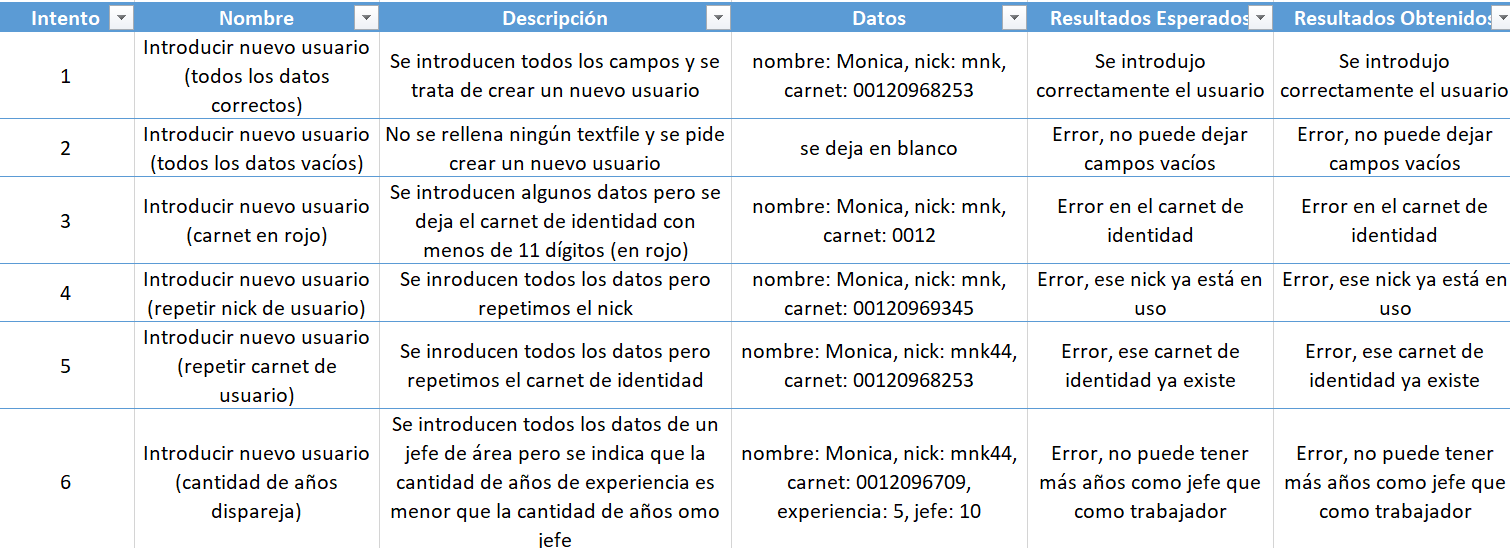 Intento Nombre Descripción Datos Resultados Esperados Resultados Obtenidos
1
Introducir nuevo usuario
(todos los datos
correctos)
Se introducen todos los campos y se
trata de crear un nuevo usuario
nombre: Monica, nick: mnk,
carnet: 00120968253
Se introdujo
correctamente el usuario
Se introdujo
correctamente el usuario
2
Introducir nuevo usuario
(todos los datos vacíos)
No se rellena ningún textfile y se pide
crear un nuevo usuario
se deja en blanco
Error, no puede dejar
campos vacíos
Error, no puede dejar
campos vacíos
3
Introducir nuevo usuario
(carnet en rojo)
Se introducen algunos datos pero se
deja el carnet de identidad con
menos de 11 dígitos (en rojo)
nombre: Monica, nick: mnk,
carnet: 0012
Error en el carnet de
identidad
Error en el carnet de
identidad
4
Introducir nuevo usuario
(repetir nick de usuario)
Se inroducen todos los datos pero
repetimos el nick
nombre: Monica, nick: mnk,
carnet: 00120969345
Error, ese nick ya está en
uso
Error, ese nick ya está en
uso
5
Introducir nuevo usuario
(repetir carnet de
usuario)
Se inroducen todos los datos pero
repetimos el carnet de identidad
nombre: Monica, nick: mnk44,
carnet: 00120968253
Error, ese carnet de
identidad ya existe
Error, ese carnet de
identidad ya existe
6
Introducir nuevo usuario
(cantidad de años
dispareja)
Se introducen todos los datos de un
jefe de área pero se indica que la
cantidad de años de experiencia es
menor que la cantidad de años omo
jefe
nombre: Monica, nick: mnk44,
carnet: 0012096709,
experiencia: 5, jefe: 10
Error, no puede tener
más años como jefe que
como trabajador
Error, no puede tener
más años como jefe que
como trabajador